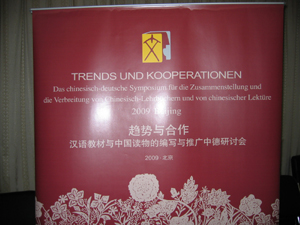 TRENDS UND KOOPERATIONEN
Das chinesisch-deutsche Symposium für die Zusammenstellung und
die Verbreitung von Chinesisch-Lehrbüchern und von chinesischer Lektüre
2009 Beijing
趋势与合作
汉语教材与中国读物的编写与推广中德研讨会
2009·北京